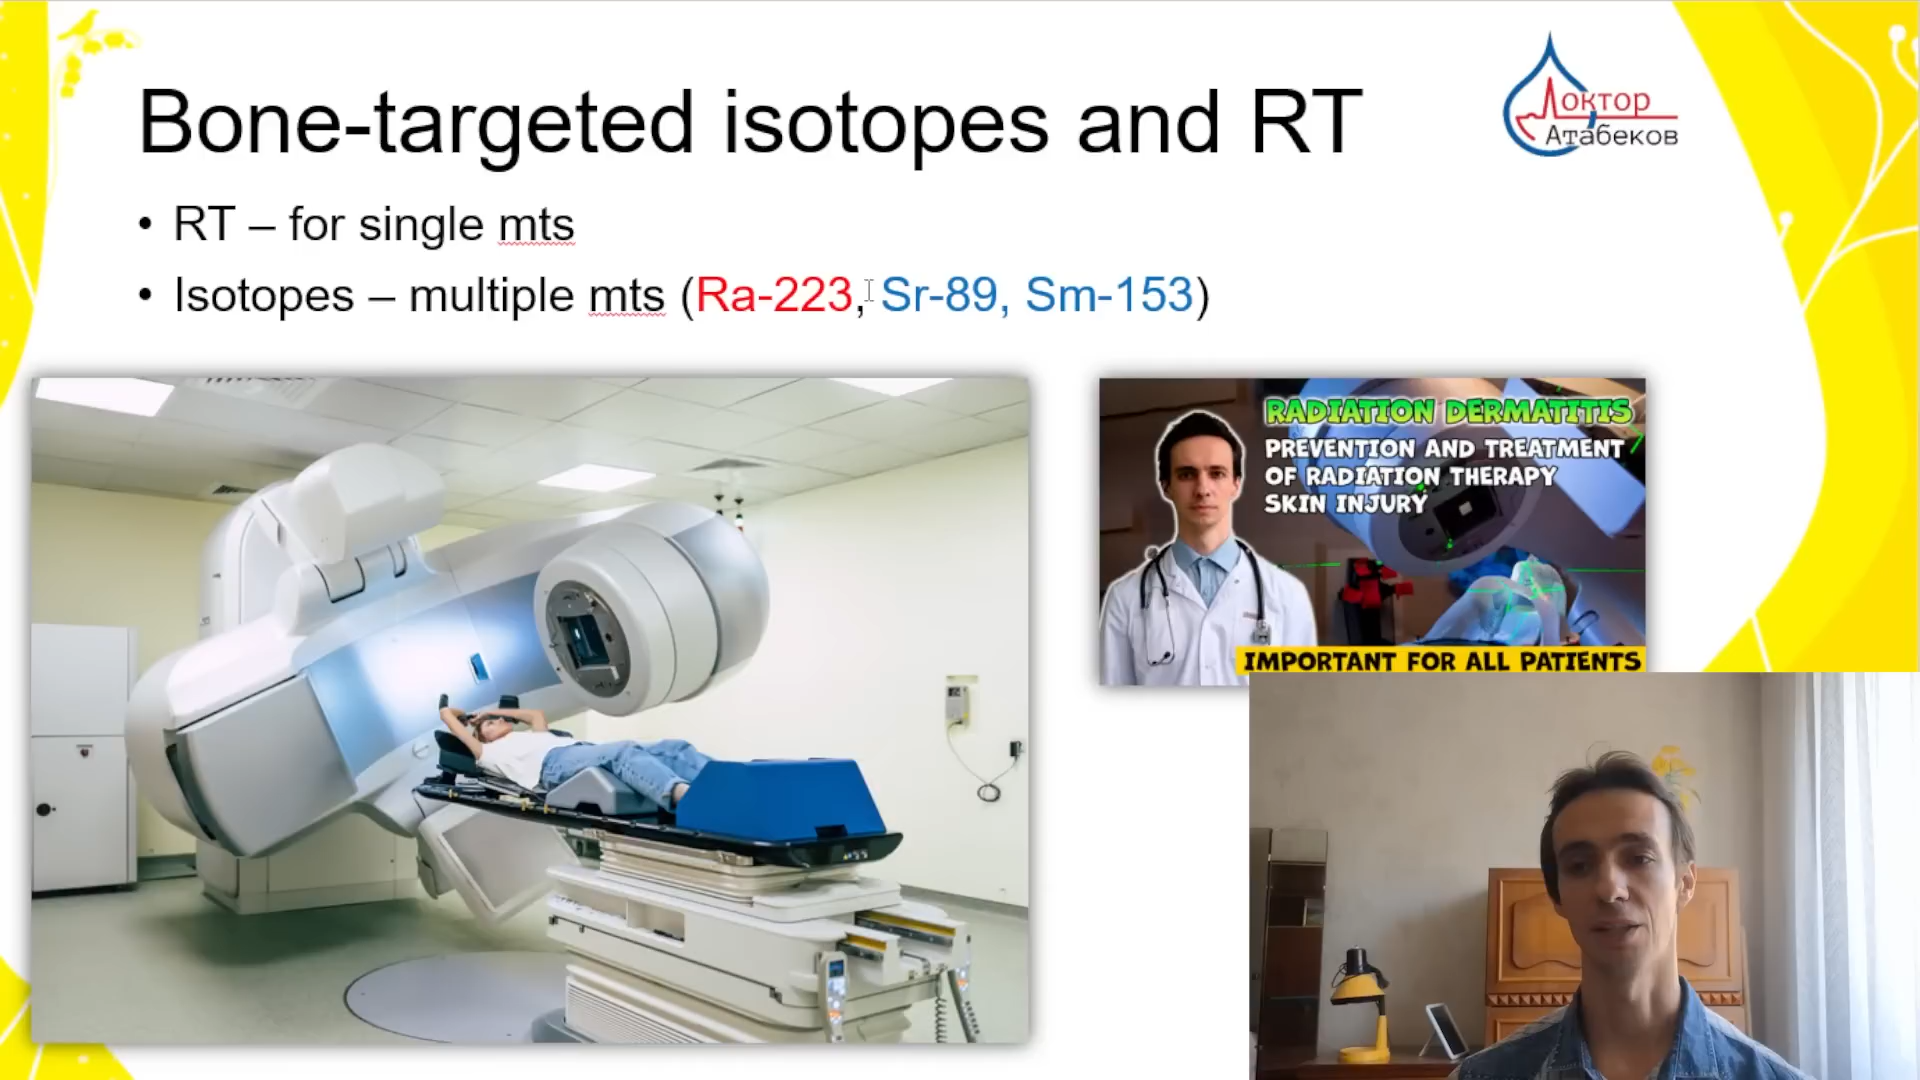 Bone-targeted isotopes and RT
Доктор
Атабеков
• RT – for single mts
• Isotopes – multiple mts (Ra-223, Sr-89, Sm-153)
RADIATION DERMATITIS
PREVENTION AND TREATMENT
OF RADIATION THERAPY
SKIN INJURY
IMPORTANT FOR ALL PATIENTS